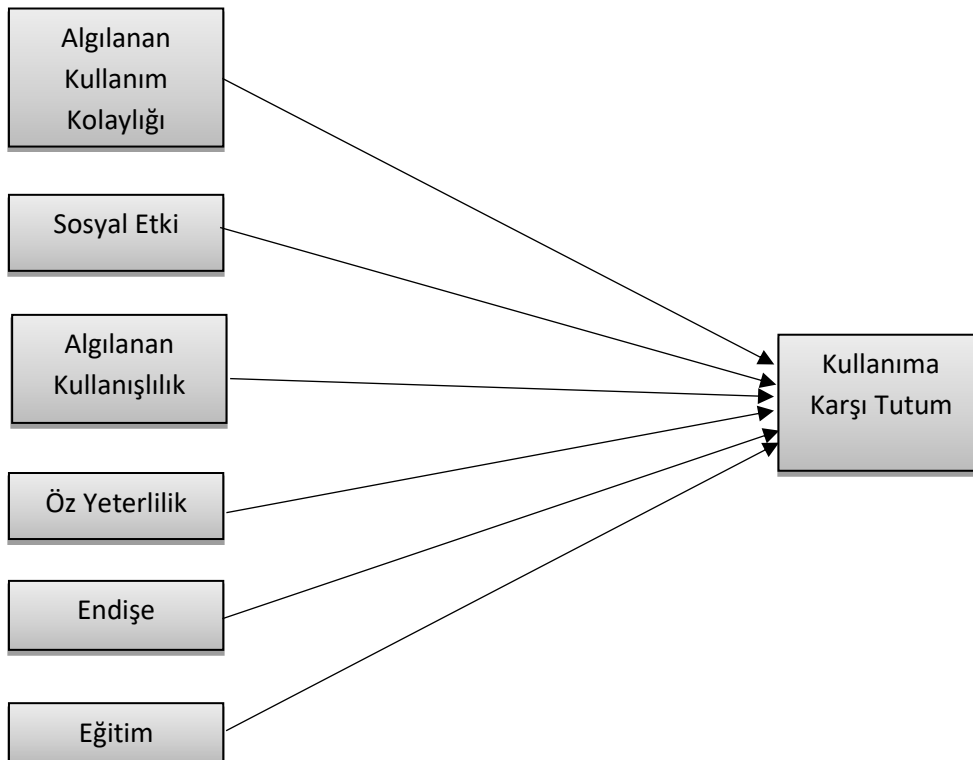 Algılanan
Kullanım
Kolaylığı
Sosyal Etki
Algılanan
Kullanışlılık
Öz Yeterlilik
Endişe
Eğitim
Kullanıma
Karşı Tutum